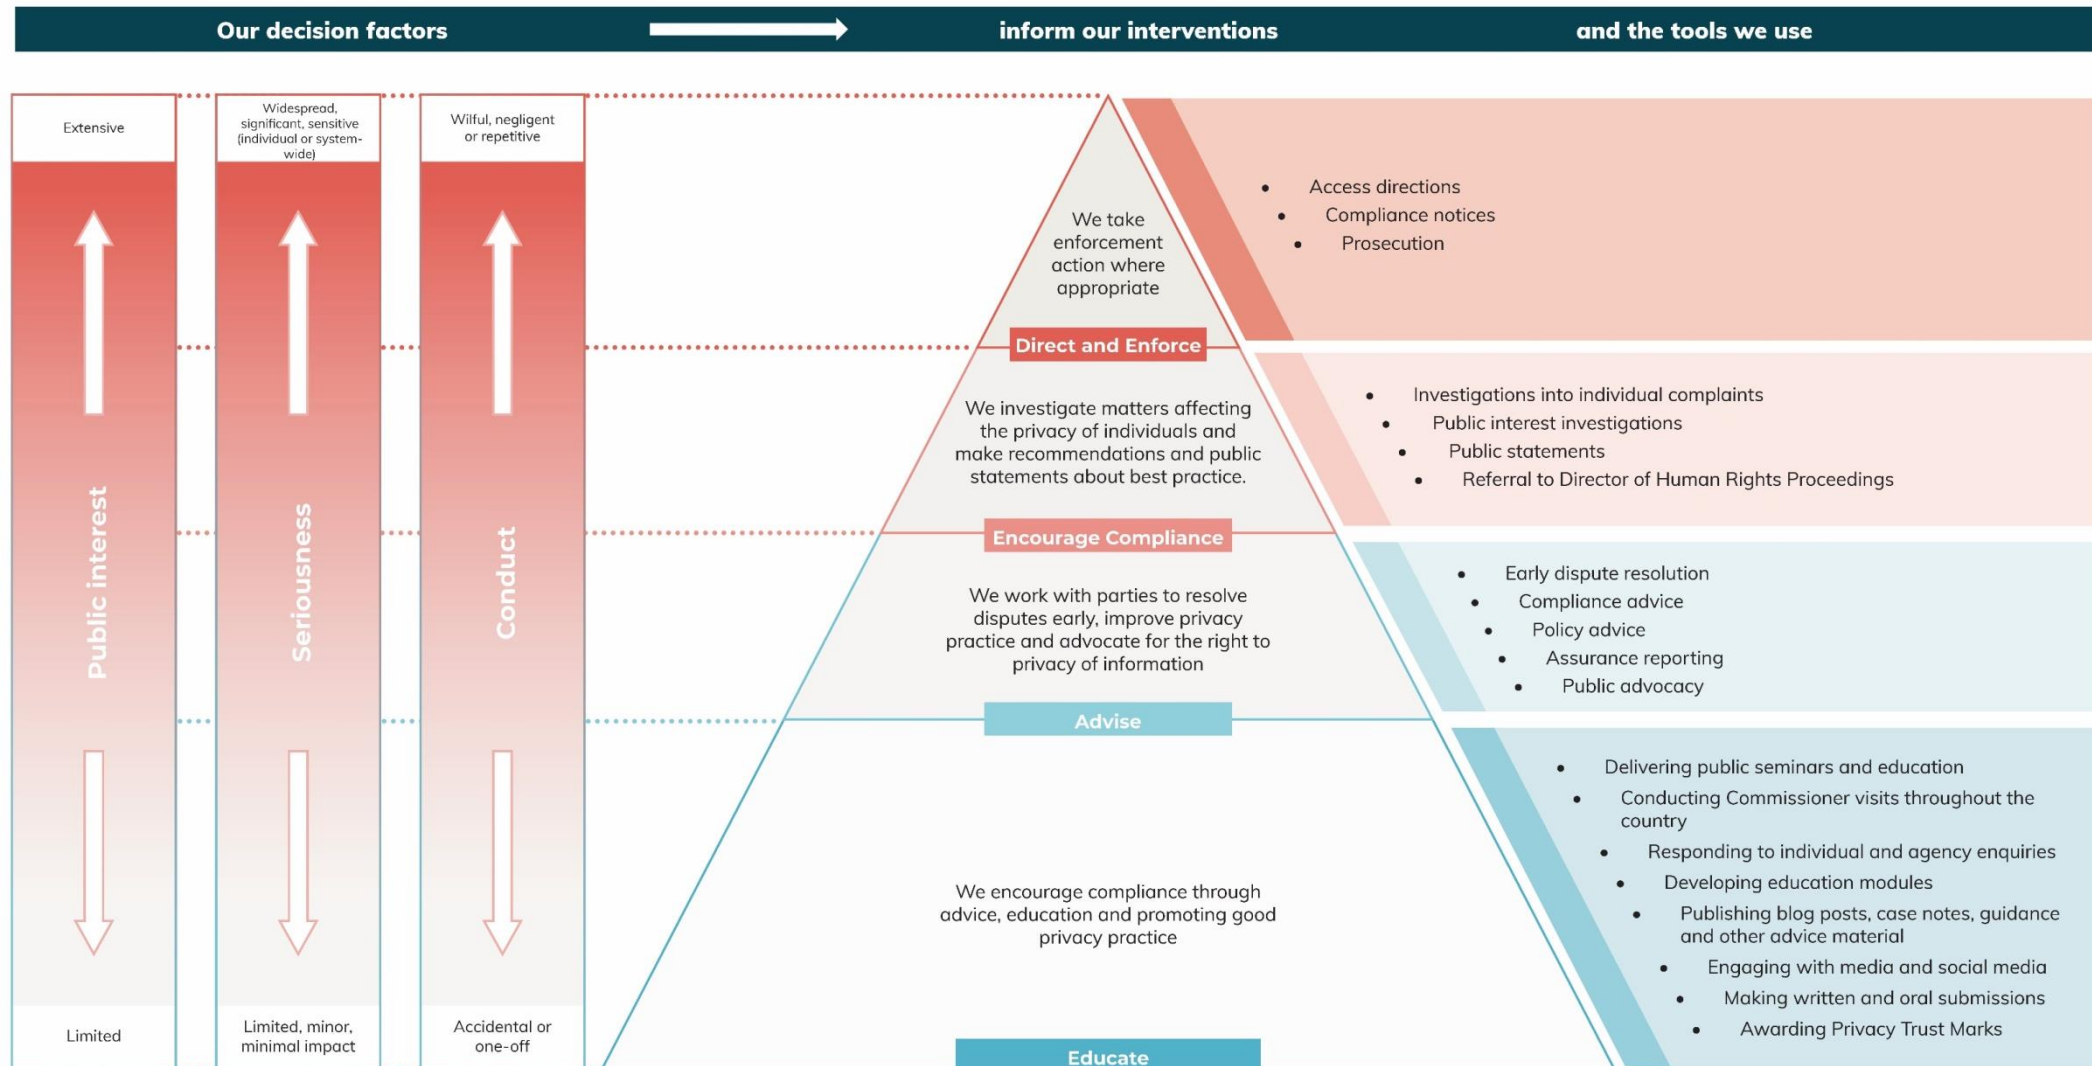 Our decision factors
inform our interventions
and the tools we use
Extensive
Widespread,
significant, sensitive
(individual or system-
wide)
Wilful, negligent
or repetitive
Public interest
Seriousness
Conduct
Limited
Limited, minor,
minimal impact
Accidental or
one-off
We take
enforcement
action where
appropriate
Direct and Enforce
• Access directions
• Compliance notices
• Prosecution
We investigate matters affecting
the privacy of individuals and
make recommendations and public
statements about best practice.
Encourage Compliance
• Investigations into individual complaints
• Public interest investigations
• Public statements
• Referral to Director of Human Rights Proceedings
We work with parties to resolve
disputes early, improve privacy
practice and advocate for the right to
privacy of information
Advise
• Early dispute resolution
• Compliance advice
• Policy advice
• Assurance reporting
• Public advocacy
We encourage compliance through
advice, education and promoting good
privacy practice
Educate
• Delivering public seminars and education
• Conducting Commissioner visits throughout the
country
• Responding to individual and agency enquiries
• Developing education modules
• Publishing blog posts, case notes, guidance
and other advice material
• Engaging with media and social media
• Making written and oral submissions
• Awarding Privacy Trust Marks